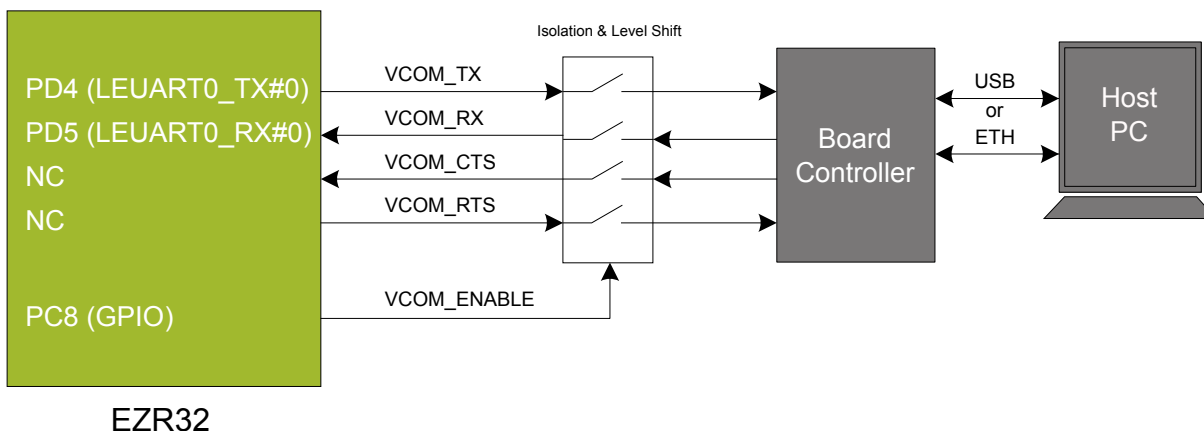 Isolation & Level Shift
PD4 (LEUART0_TX#0)
VCOM_TX
PD5 (LEUART0_RX#0)
VCOM_RX
NC
VCOM_CTS
NC
VCOM_RTS
PC8 (GPIO)
VCOM_ENABLE
EZR32
Board
Controller
USB
or
ETH
Host
PC